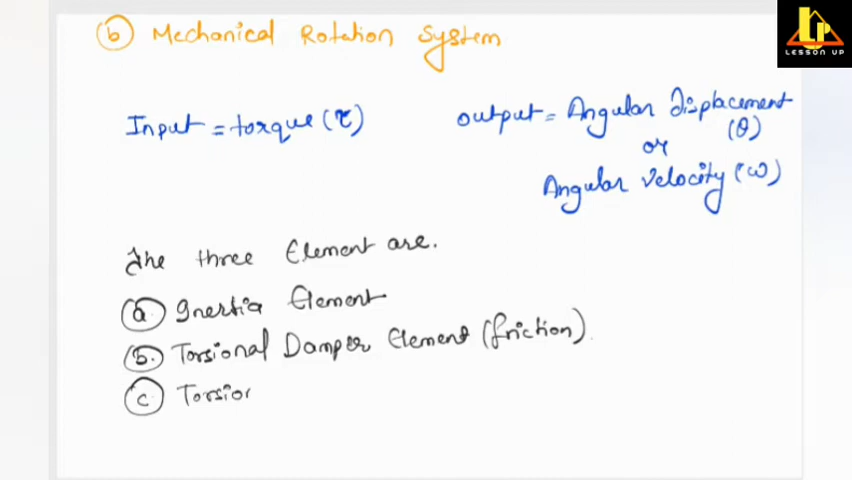 (b) Mechanical Rotation System
LESSON UP
Input = torque (τ)
output = Angular Displacement (θ)
or
Angular Velocity (ω)
The three Element are.
(a) Inertia Element
(b) Torsional Damper Element (friction).
(c) Torsion